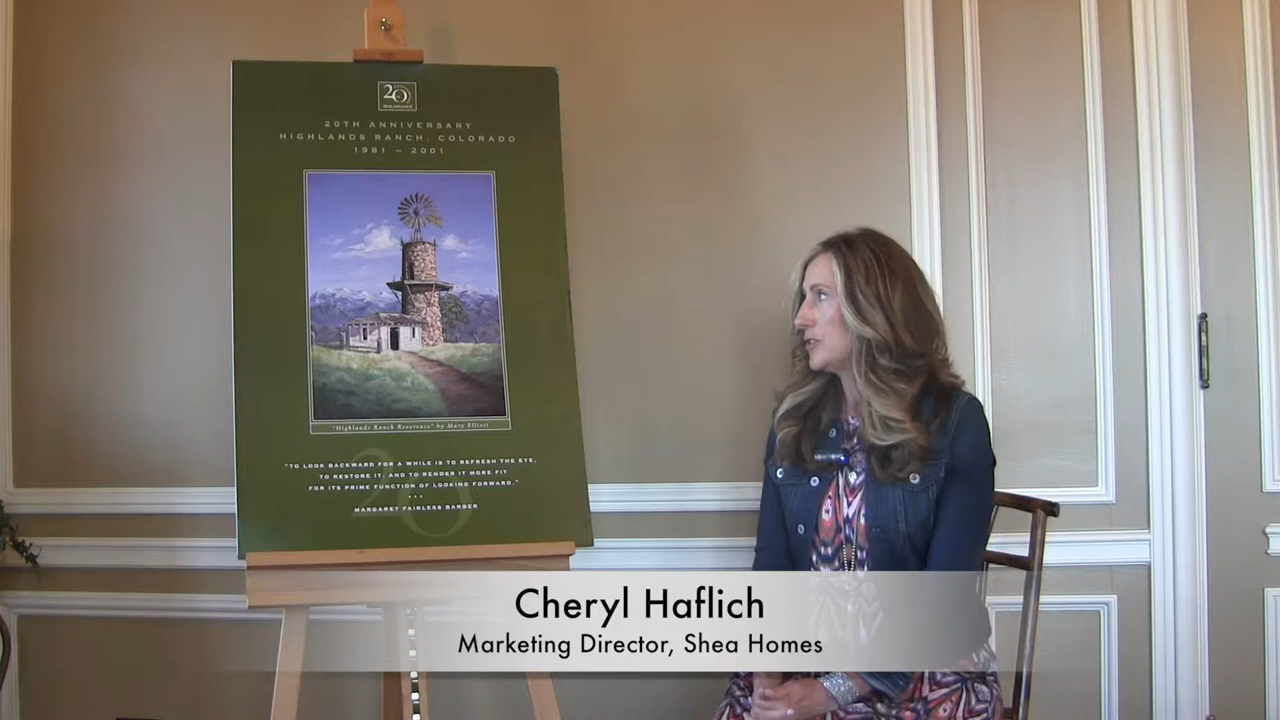 20
20TH ANNIVERSARY
HIGHLANDS RANCH, COLORADO
1981 – 2001
"Highlands Ranch Reverence" by Mary Elliott
"TO LOOK BACKWARD FOR A WHILE IS TO REFRESH THE EYE,
TO RESTORE IT, AND TO RENDER IT MORE FIT
FOR ITS PRIME FUNCTION OF LOOKING FORWARD."
MARGARET FAIRLESS BARBER
20
Cheryl Haflich
Marketing Director, Shea Homes